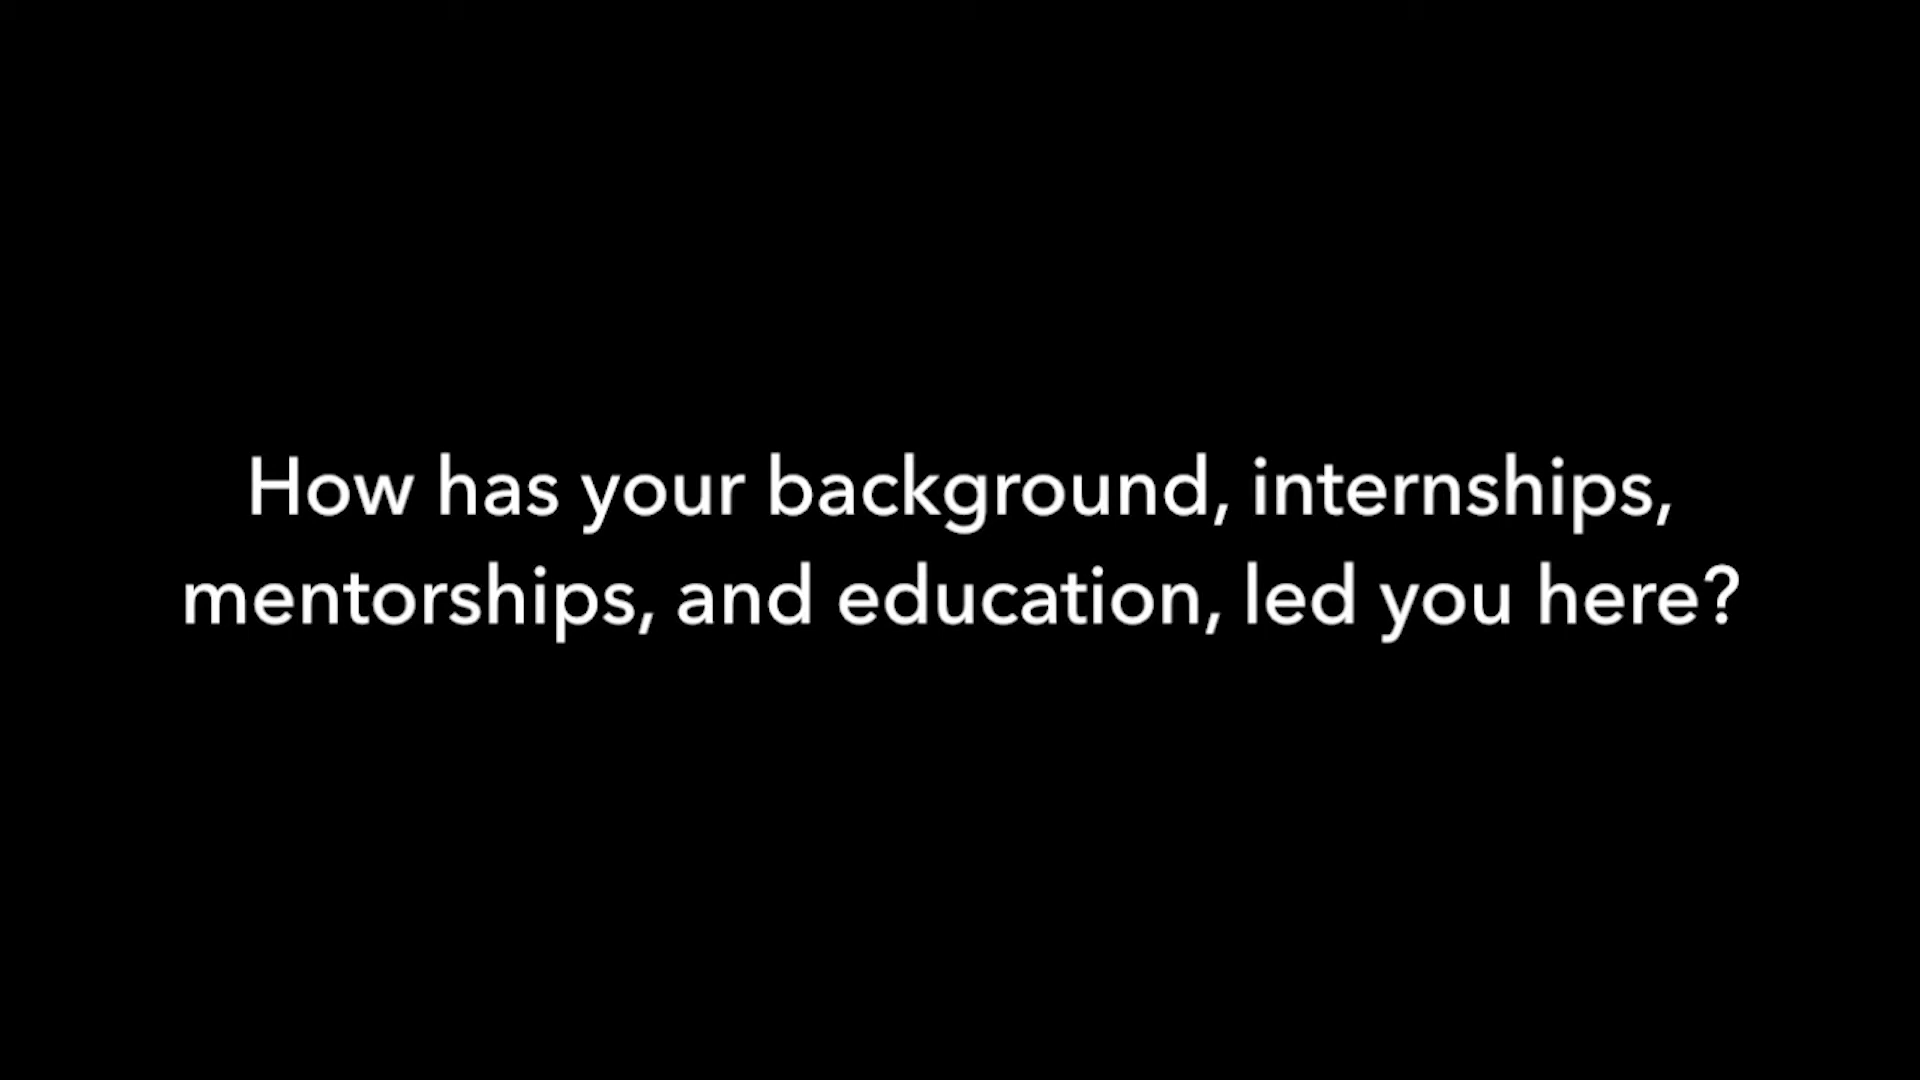 How has your background, internships,
mentorships, and education, led you here?